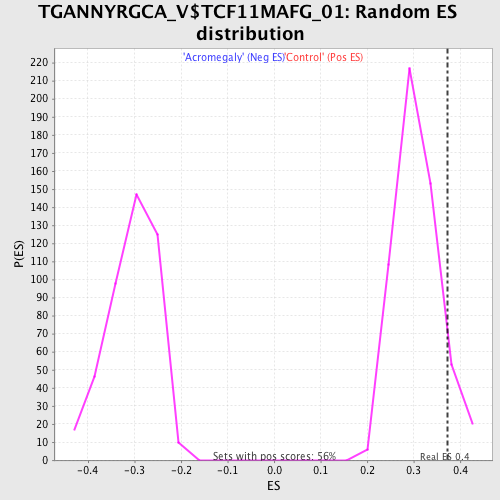 TGANNYRGCA_V$TCF11MAFG_01: Random ES
distribution
'Acromegaly' (Neg ES)'Control' (Pos ES)
220
210
200
190
180
170
160
150
140
130
120
110
100
90
80
70
60
50
40
30
20
10
0
P(ES)
Sets with pos scores: 56%
Real ES 0.4
-0.4 -0.3 -0.2 -0.1 0.0 0.1 0.2 0.3 0.4
ES